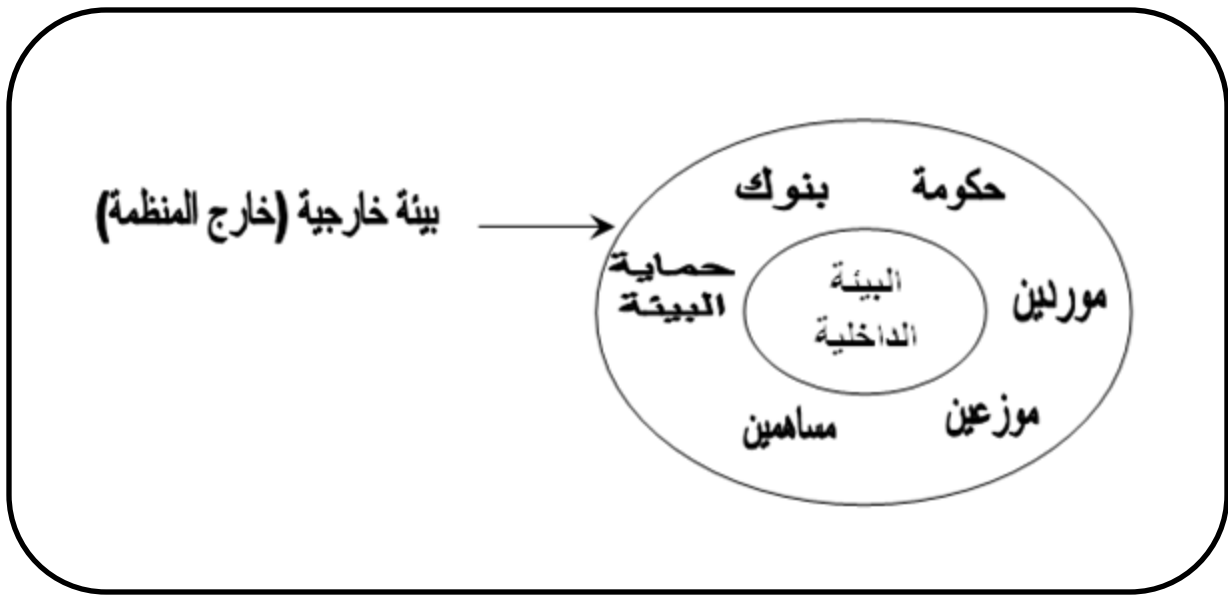 حكومة
بنوك
بيئة خارجية (خارج المنظمة)
حماية
البيئة
البيئة
الداخلية
موردين
موزعين
مساهمين